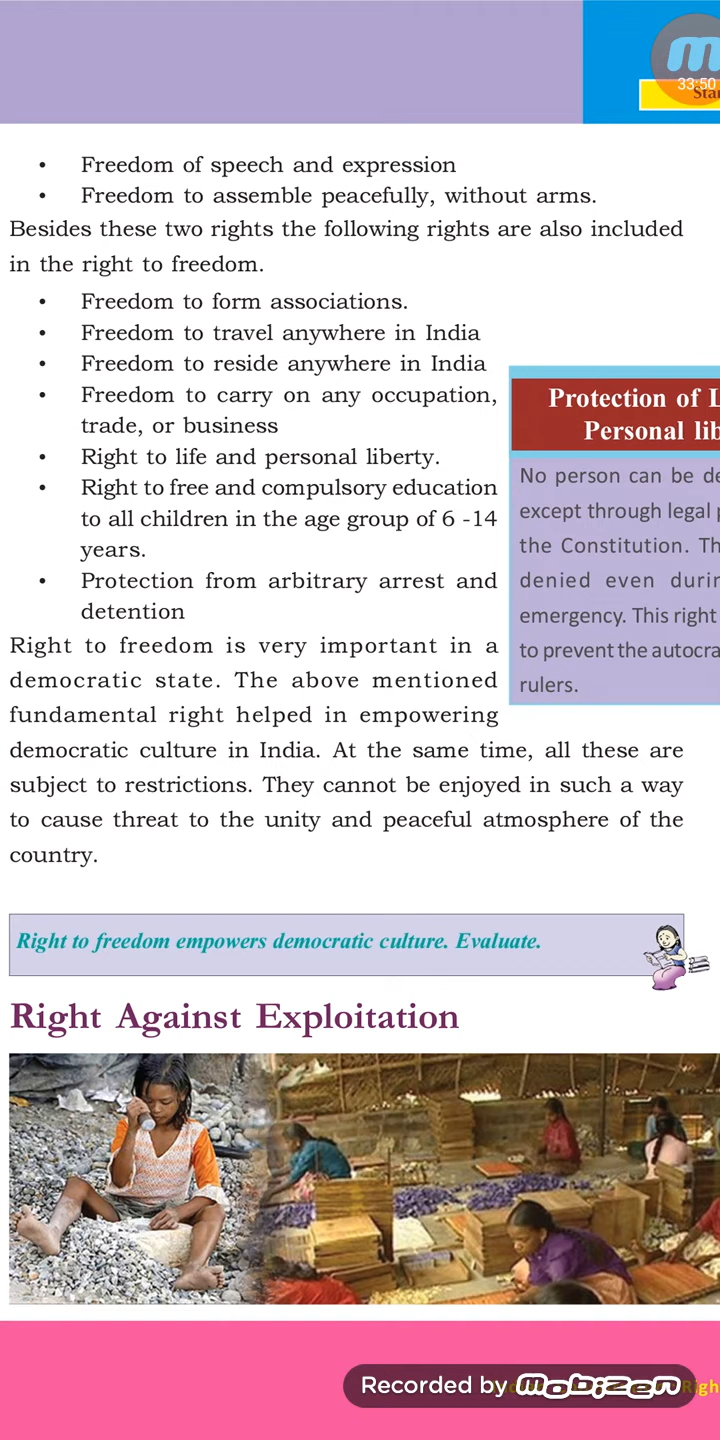 33:50
• Freedom of speech and expression
• Freedom to assemble peacefully, without arms.
Besides these two rights the following rights are also included
in the right to freedom.
• Freedom to form associations.
• Freedom to travel anywhere in India
• Freedom to reside anywhere in India
• Freedom to carry on any occupation,
trade, or business
• Right to life and personal liberty.
• Right to free and compulsory education
to all children in the age group of 6 -14
years.
• Protection from arbitrary arrest and
detention
Right to freedom is very important in a
democratic state. The above mentioned
fundamental right helped in empowering
democratic culture in India. At the same time, all these are
subject to restrictions. They cannot be enjoyed in such a way
to cause threat to the unity and peaceful atmosphere of the
country.
Protection of L
Personal lib
No person can be de
except through legal p
the Constitution. Th
denied even durin
emergency. This right
to prevent the autocra
rulers.
Right to freedom empowers democratic culture. Evaluate.
Right Against Exploitation
Recorded by mobizen